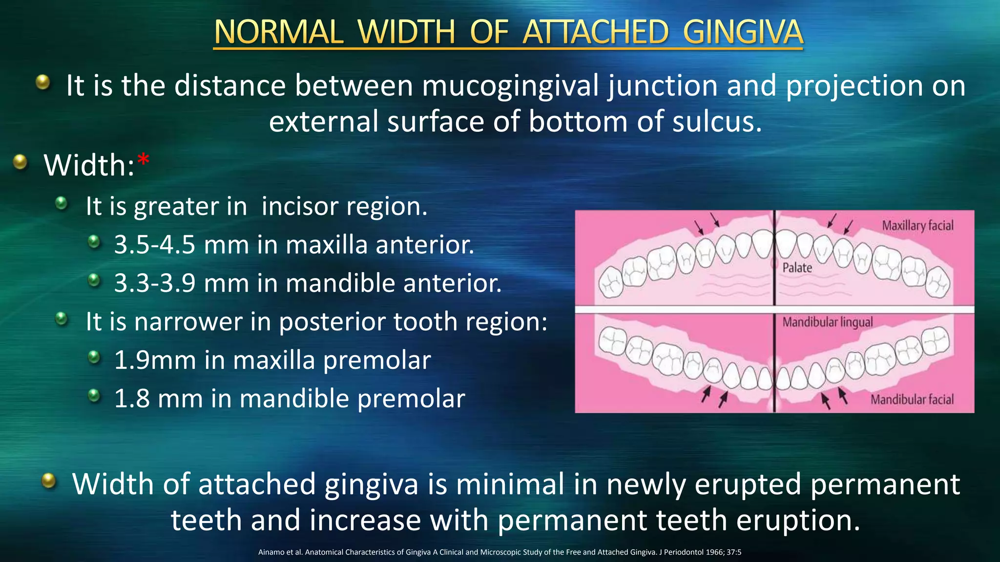 NORMAL WIDTH OF ATTACHED GINGIVA
It is the distance between mucogingival junction and projection on
external surface of bottom of sulcus.
Width:*
It is greater in incisor region.
3.5-4.5 mm in maxilla anterior.
3.3-3.9 mm in mandible anterior.
It is narrower in posterior tooth region:
1.9mm in maxilla premolar
1.8 mm in mandible premolar
Maxillary facial
Palate
Mandibular lingual
Mandibular facial
Width of attached gingiva is minimal in newly erupted permanent
teeth and increase with permanent teeth eruption.
Ainamo et al. Anatomical Characteristics of Gingiva A Clinical and Microscopic Study of the Free and Attached Gingiva. J Periodontol 1966; 37:5